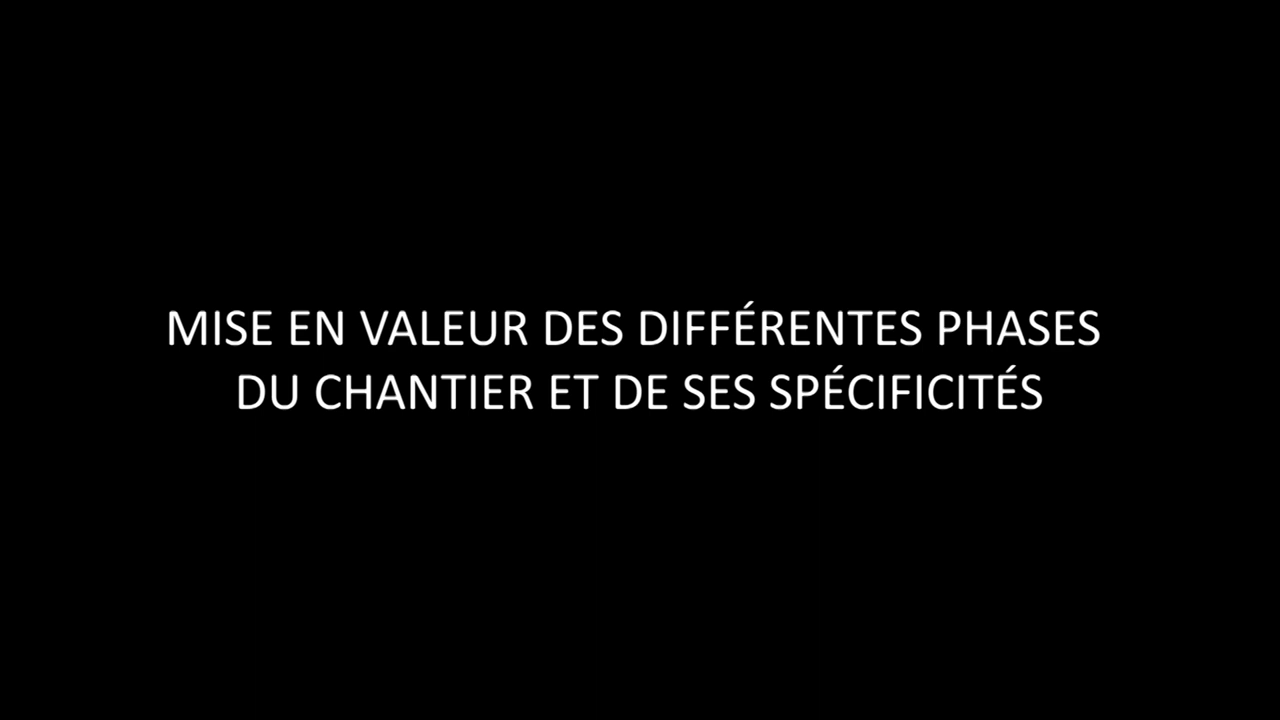 MISE EN VALEUR DES DIFFÉRENTES PHASES
DU CHANTIER ET DE SES SPÉCIFICITÉS